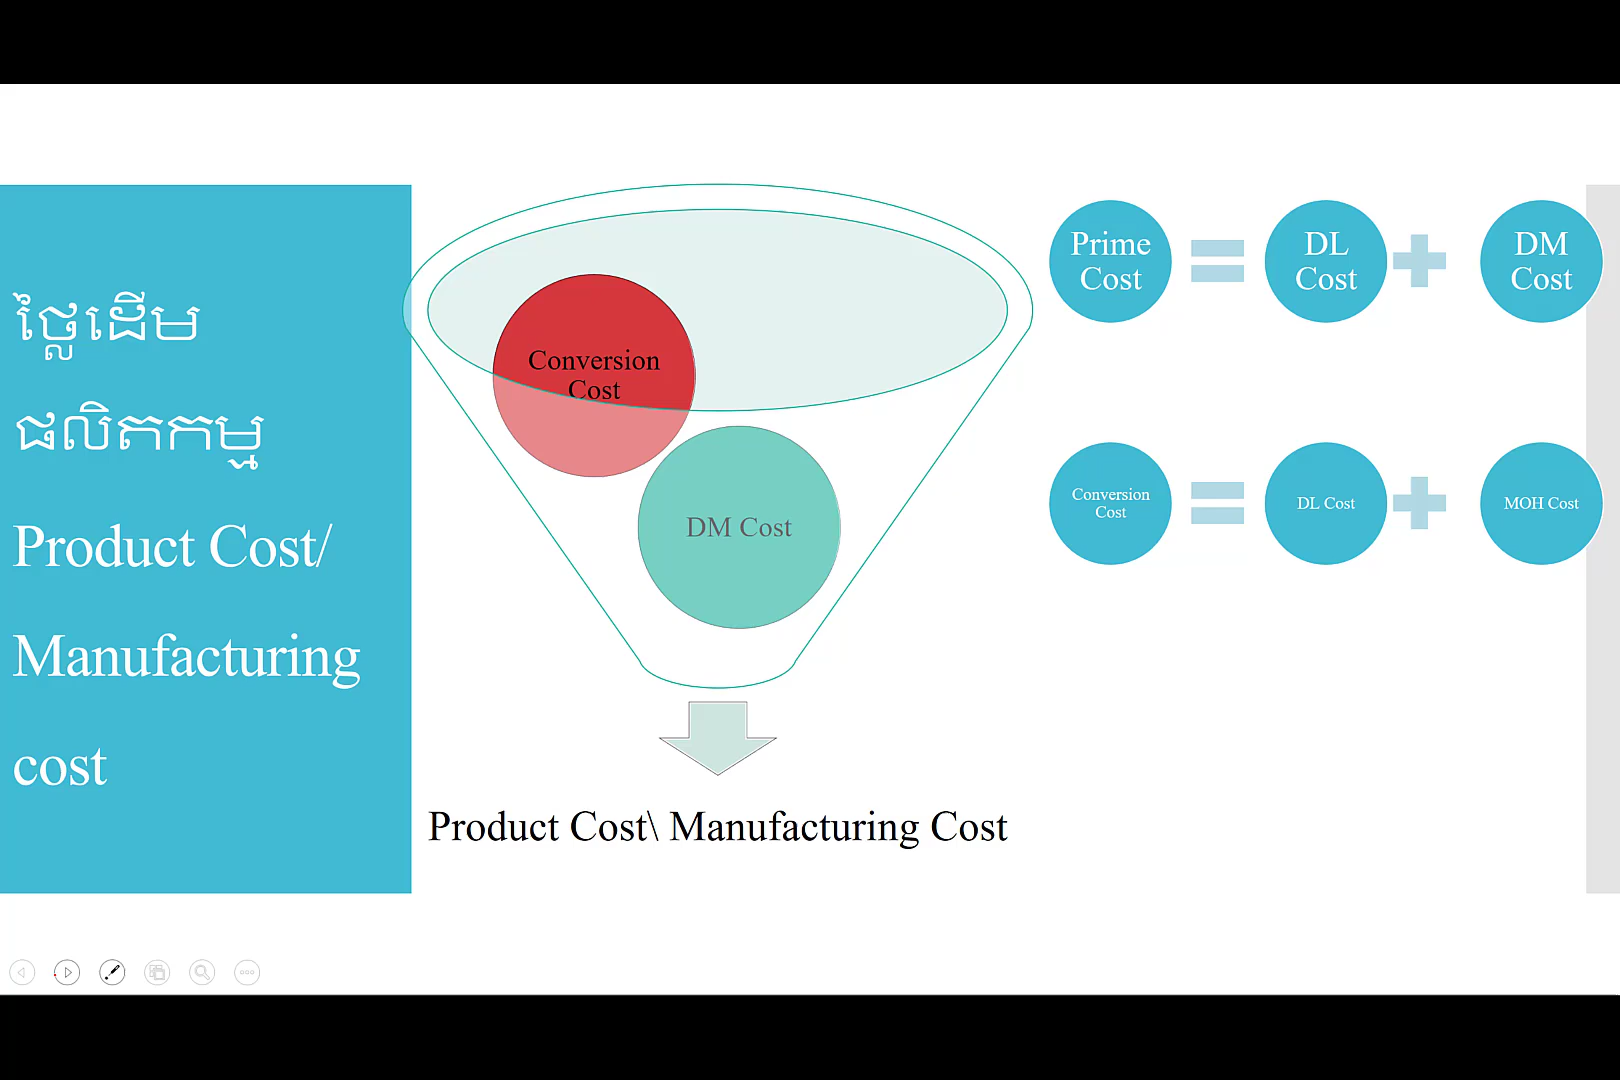 ថ្លៃដើម
ផលិតកម្ម
Product Cost/
Manufacturing
cost
Conversion
Cost
DM Cost
Product Cost\ Manufacturing Cost
Prime
Cost
DL
Cost
DM
Cost
Conversion
Cost
DL Cost
MOH Cost